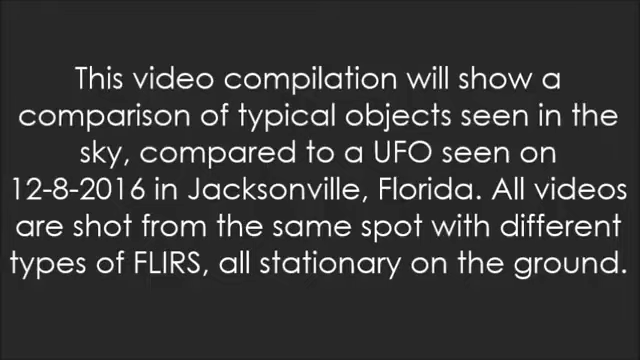 This video compilation will show a
comparison of typical objects seen in the
sky, compared to a UFO seen on
12-8-2016 in Jacksonville, Florida. All videos
are shot from the same spot with different
types of FLIRS, all stationary on the ground.